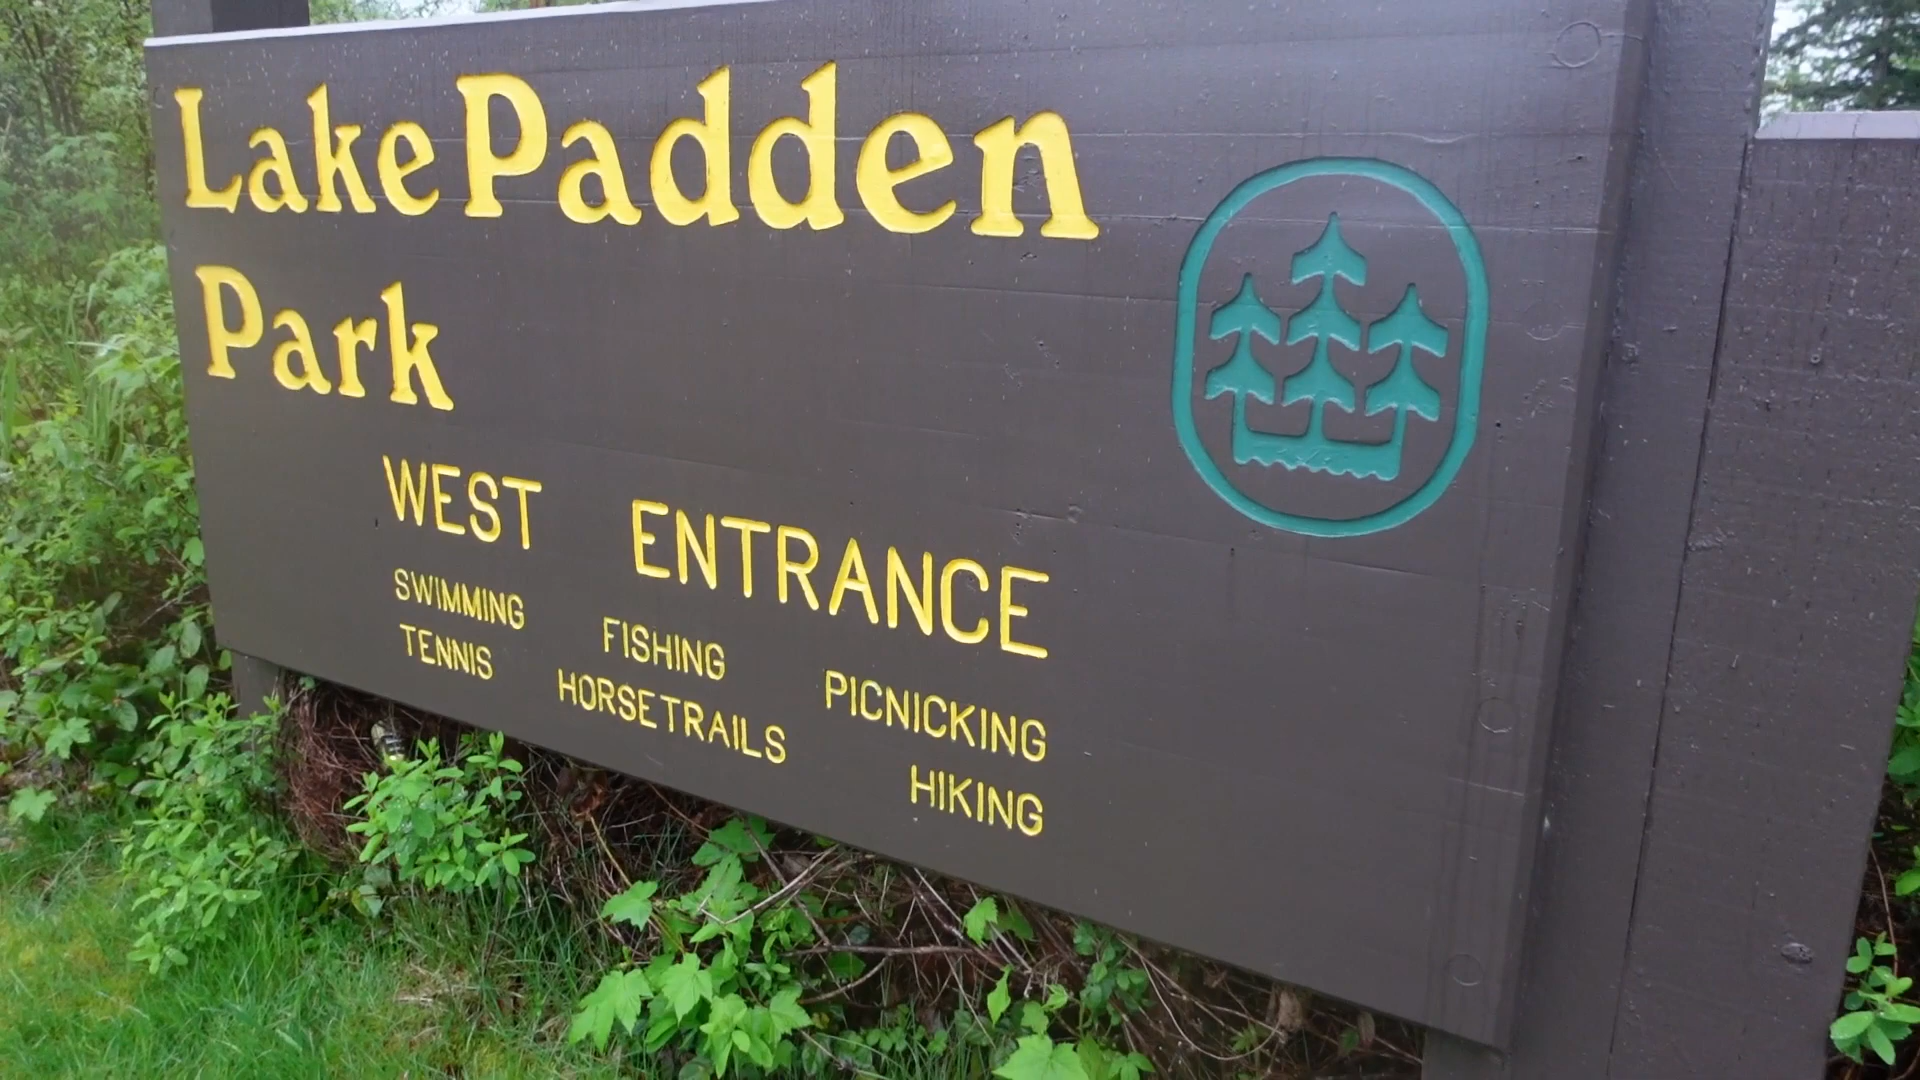 Lake Padden
Park
WEST ENTRANCE
SWIMMING FISHING PICNICKING
TENNIS HORSETRAILS HIKING